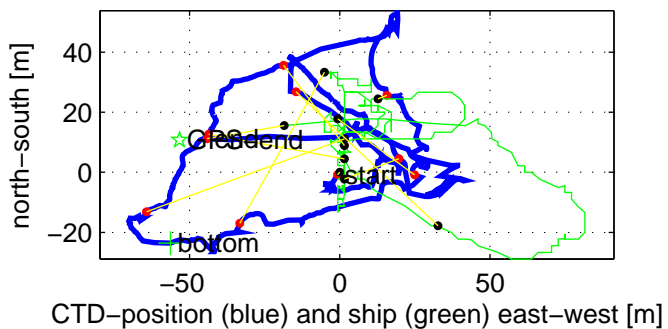 north−south [m]
40
20
0
−20
end
start
bottom
−50
0
50
CTD−position (blue) and ship (green) east−west [m]